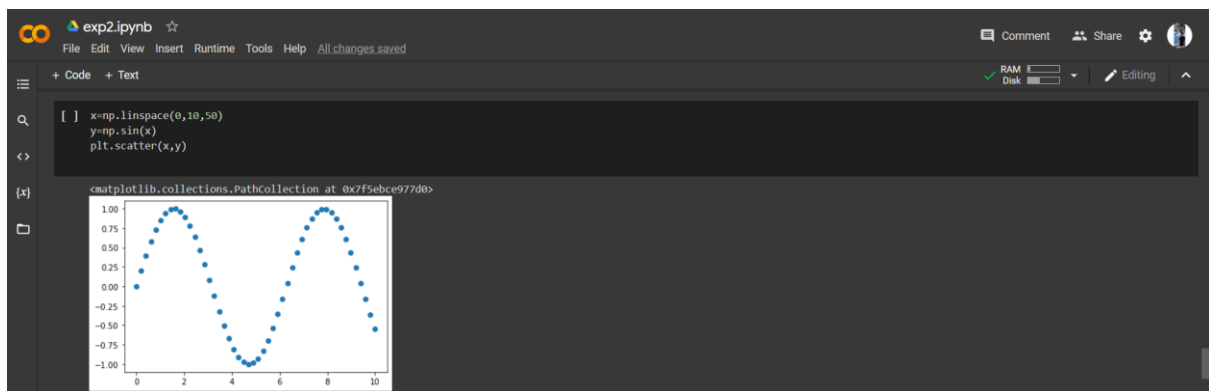 exp2.ipynb
File Edit View Insert Runtime Tools Help All changes saved
Comment Share
+ Code + Text
RAM
Disk
Editing
[ ] x=np.linspace(0,10,50)
y=np.sin(x)
plt.scatter(x,y)
{x}
<matplotlib.collections.PathCollection at 0x7f5ebce977d0>
1.00
0.75
0.50
0.25
0.00
−0.25
−0.50
−0.75
−1.00
0 2 4 6 8 10